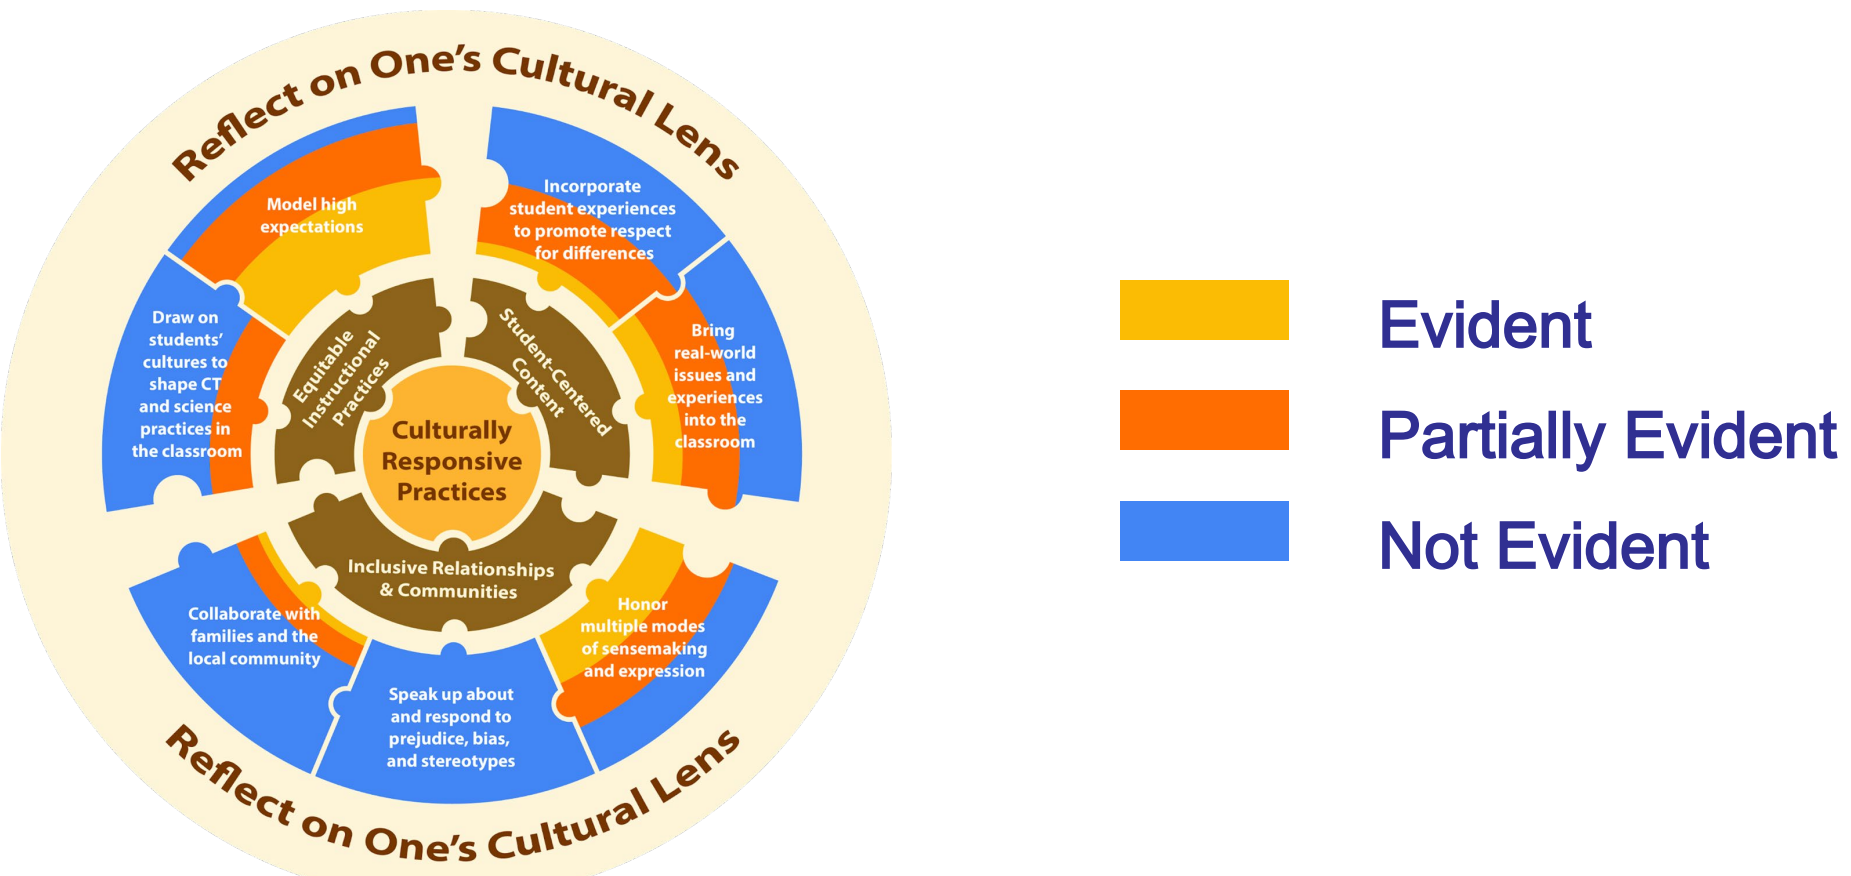 Reflect on One’s Cultural Lens
Model high
expectations
Incorporate
student experiences
to promote respect
for differences
Draw on
students’
cultures to
shape CT
and science
practices in
the classroom
Bring
real-world
issues and
experiences
into the
classroom
Equitable
Instructional
Practices
Student-Centered
Content
Culturally
Responsive
Practices
Inclusive Relationships
& Communities
Collaborate with
families and the
local community
Speak up about
and respond to
prejudice, bias,
and stereotypes
Honor
multiple modes
of sensemaking
and expression
Reflect on One’s Cultural Lens
Evident
Partially Evident
Not Evident